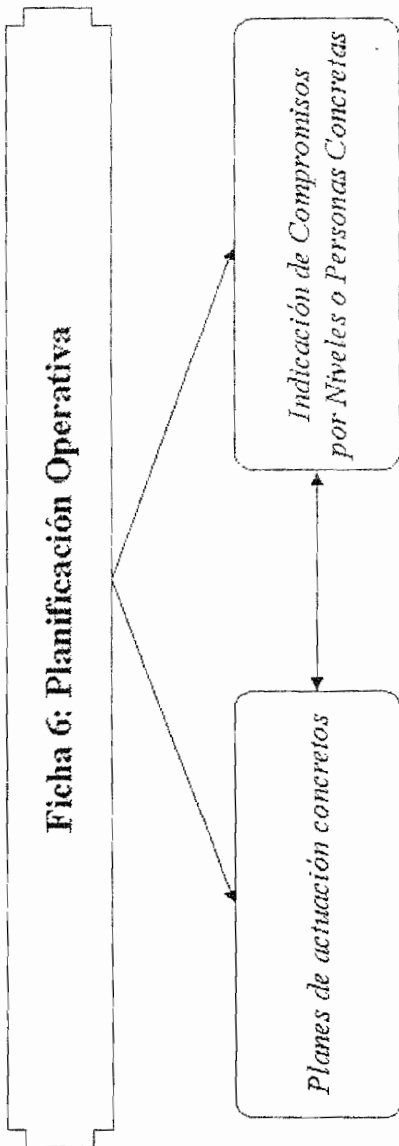 Ficha 6: Planificación Operativa
Planes de actuación concretos
Indicación de Compromisos
por Niveles o Personas Concretas